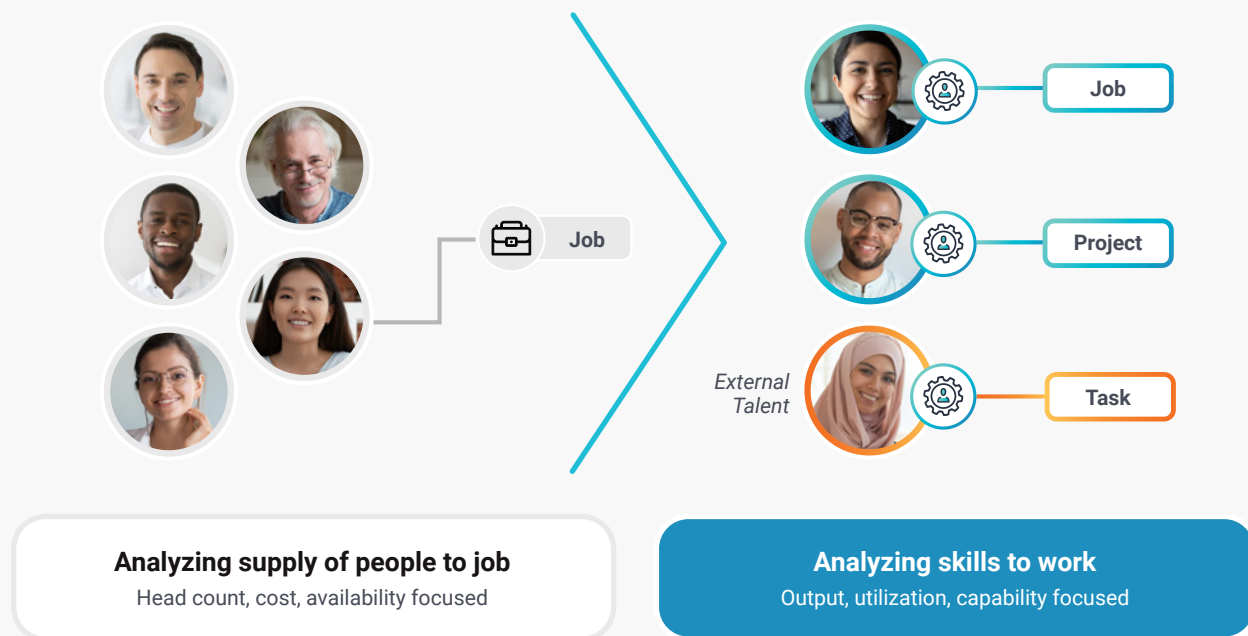 Job
Job
Project
External
Talent
Task
Analyzing supply of people to job
Head count, cost, availability focused
Analyzing skills to work
Output, utilization, capability focused